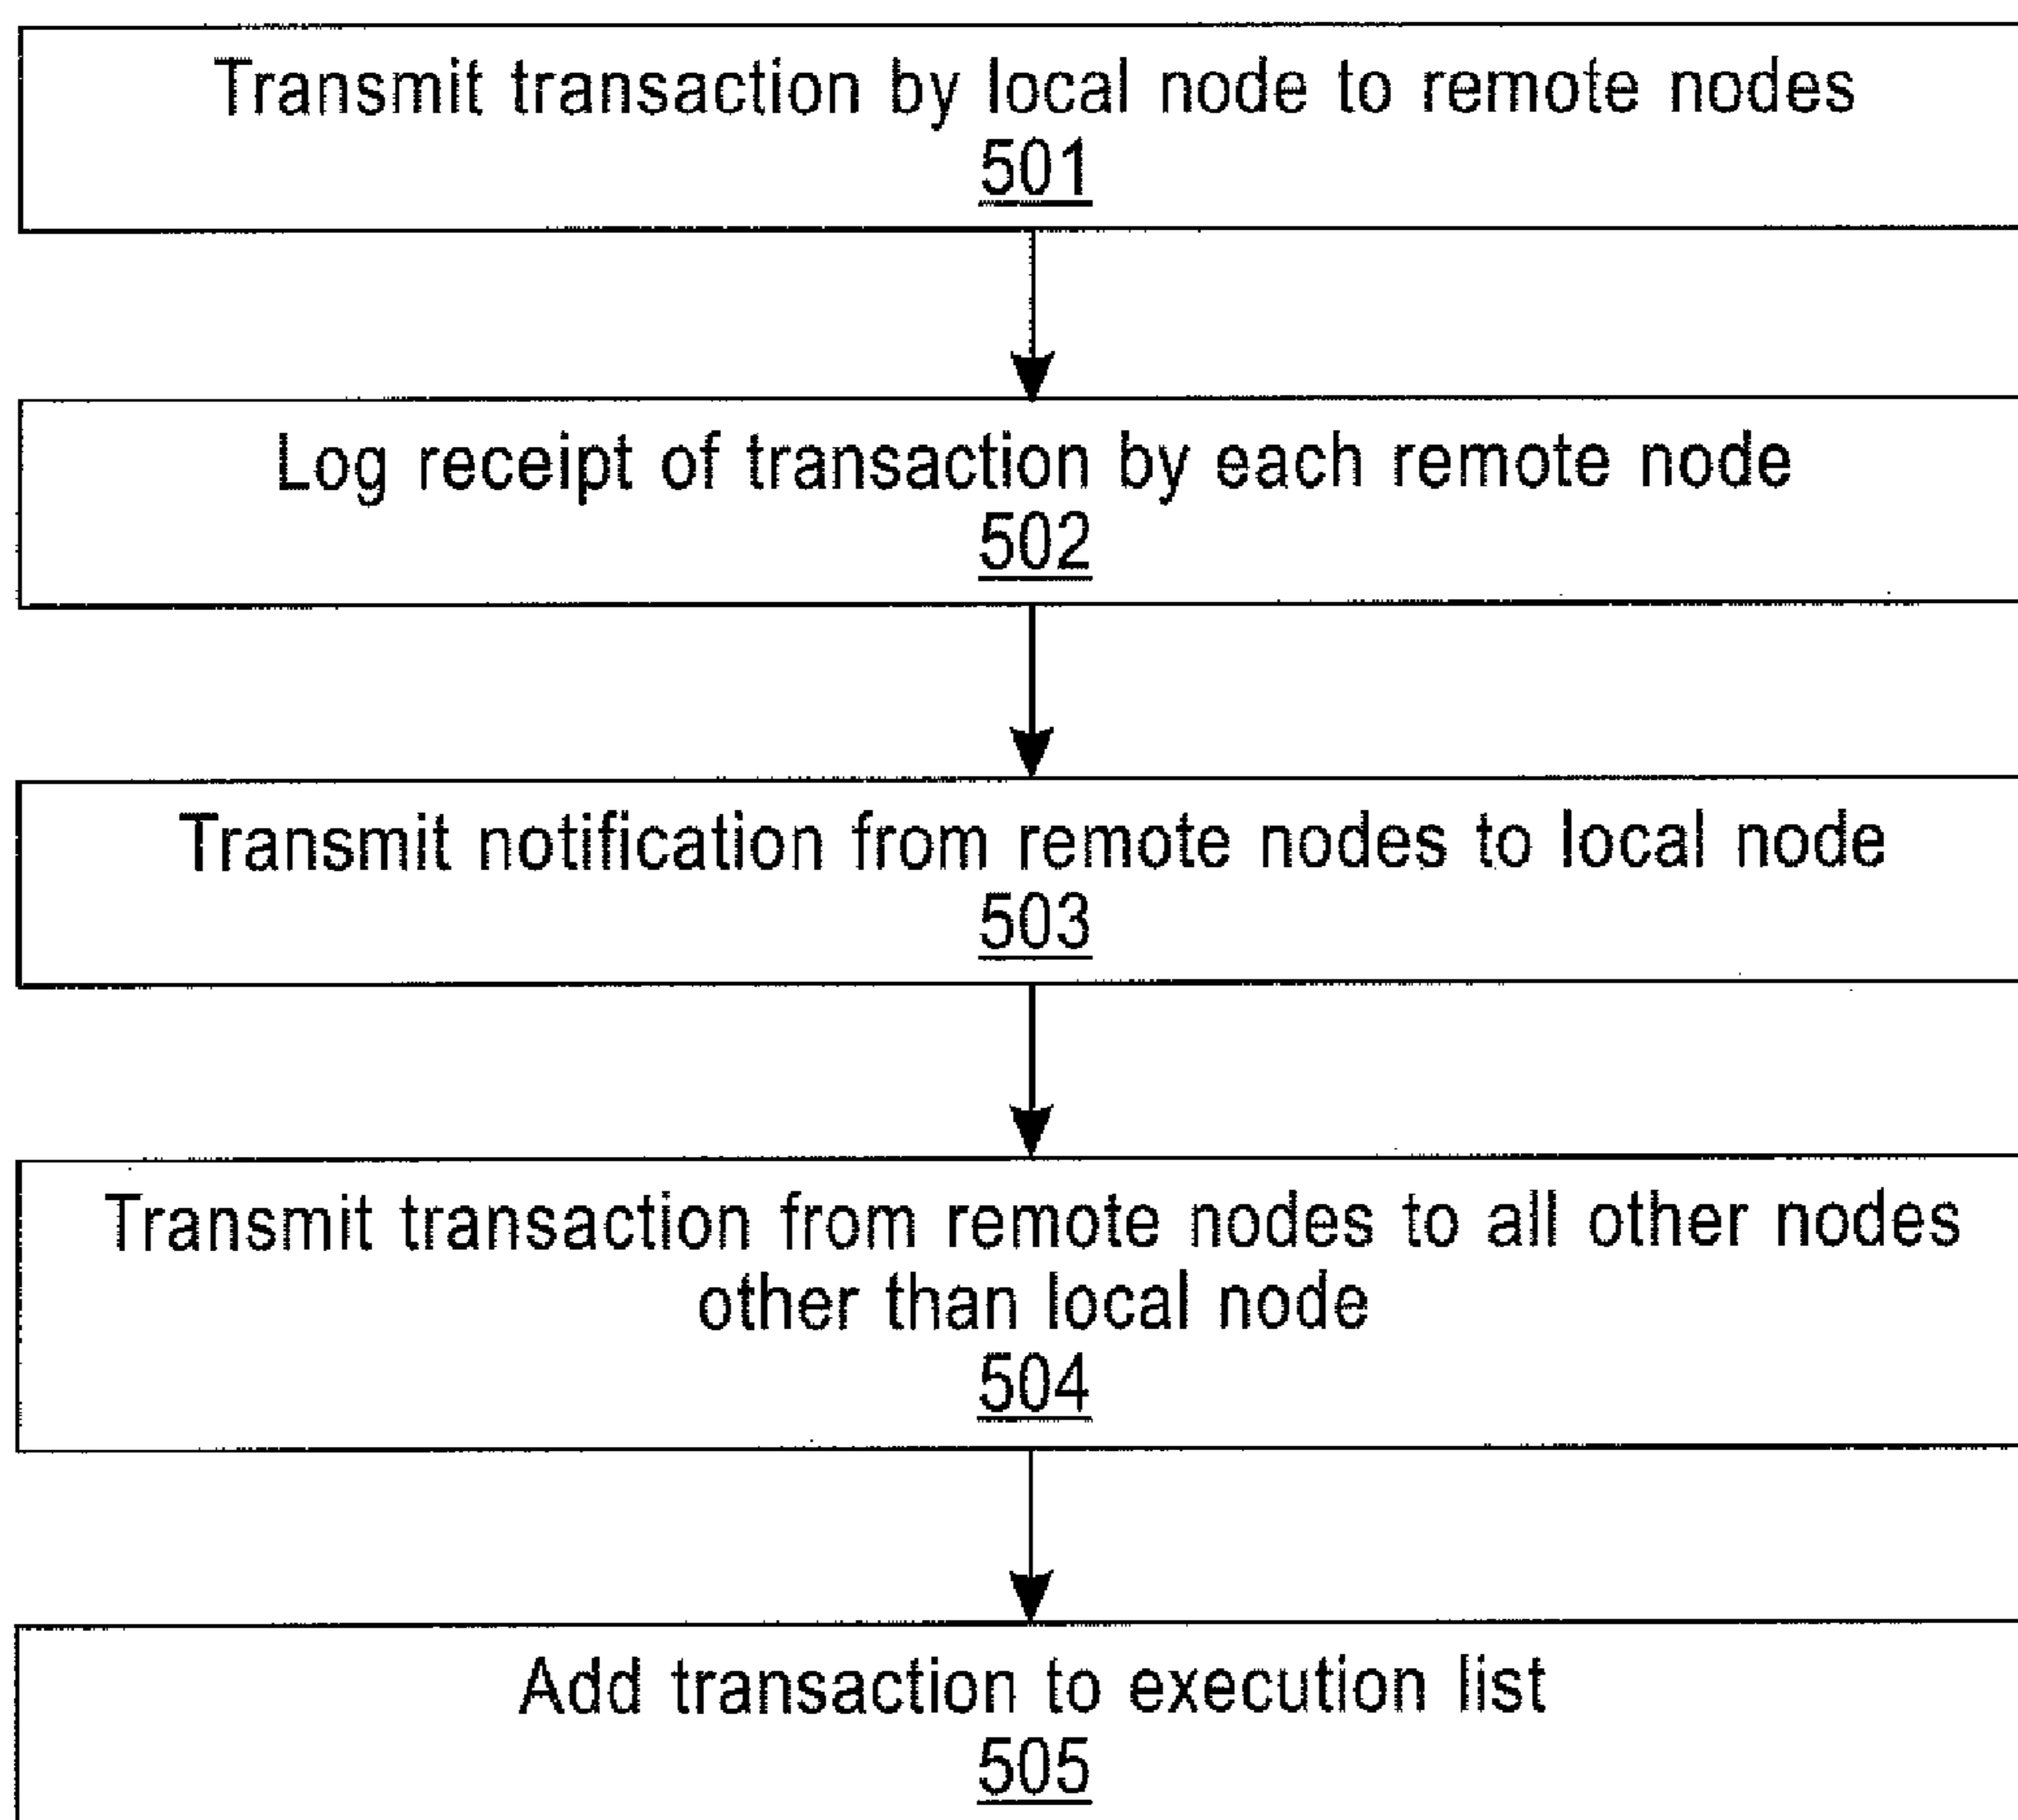 Transmit transaction by local node to remote nodes
501
Log receipt of transaction by each remote node
502
Transmit notification from remote nodes to local node
503
Transmit transaction from remote nodes to all other nodes
other than local node
504
Add transaction to execution list
505